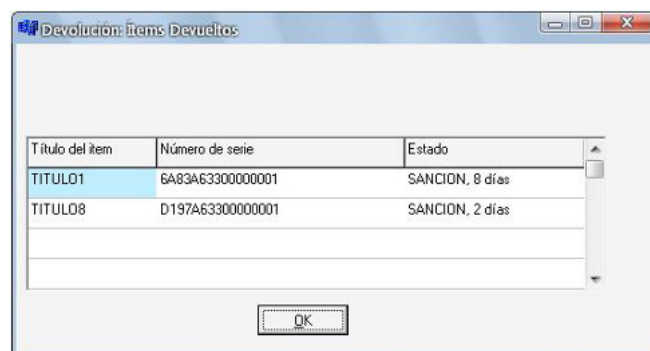 Devolución: Ítems Devueltos
Título del ítem Número de serie Estado
TITULO1 6A83A63300000001 SANCION, 8 días
TITULO8 D197A63300000001 SANCION, 2 días
OK